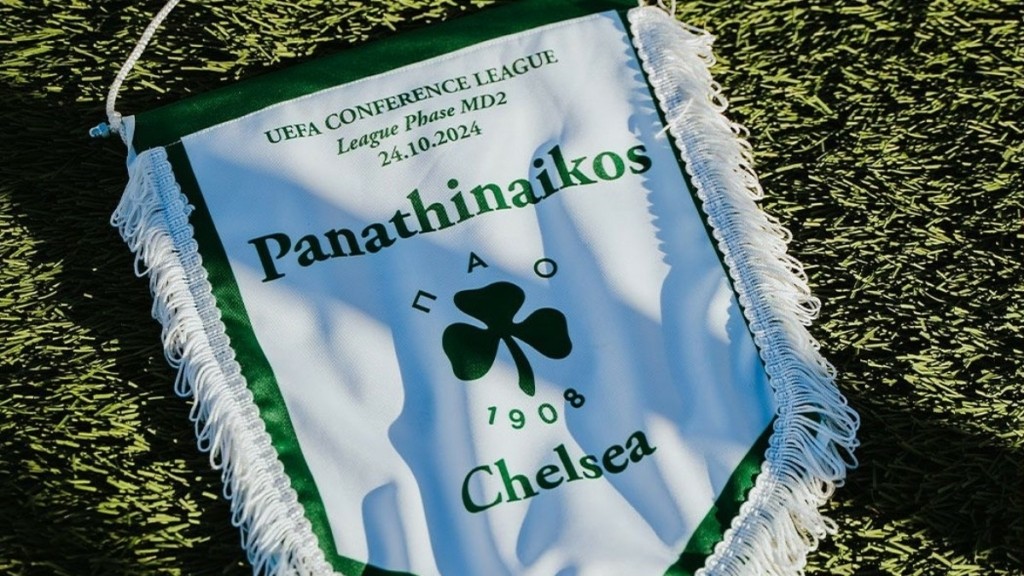 UEFA CONFERENCE LEAGUE
League Phase MD2
24.10.2024
Panathinaikos
Π Α Ο
1908
Chelsea